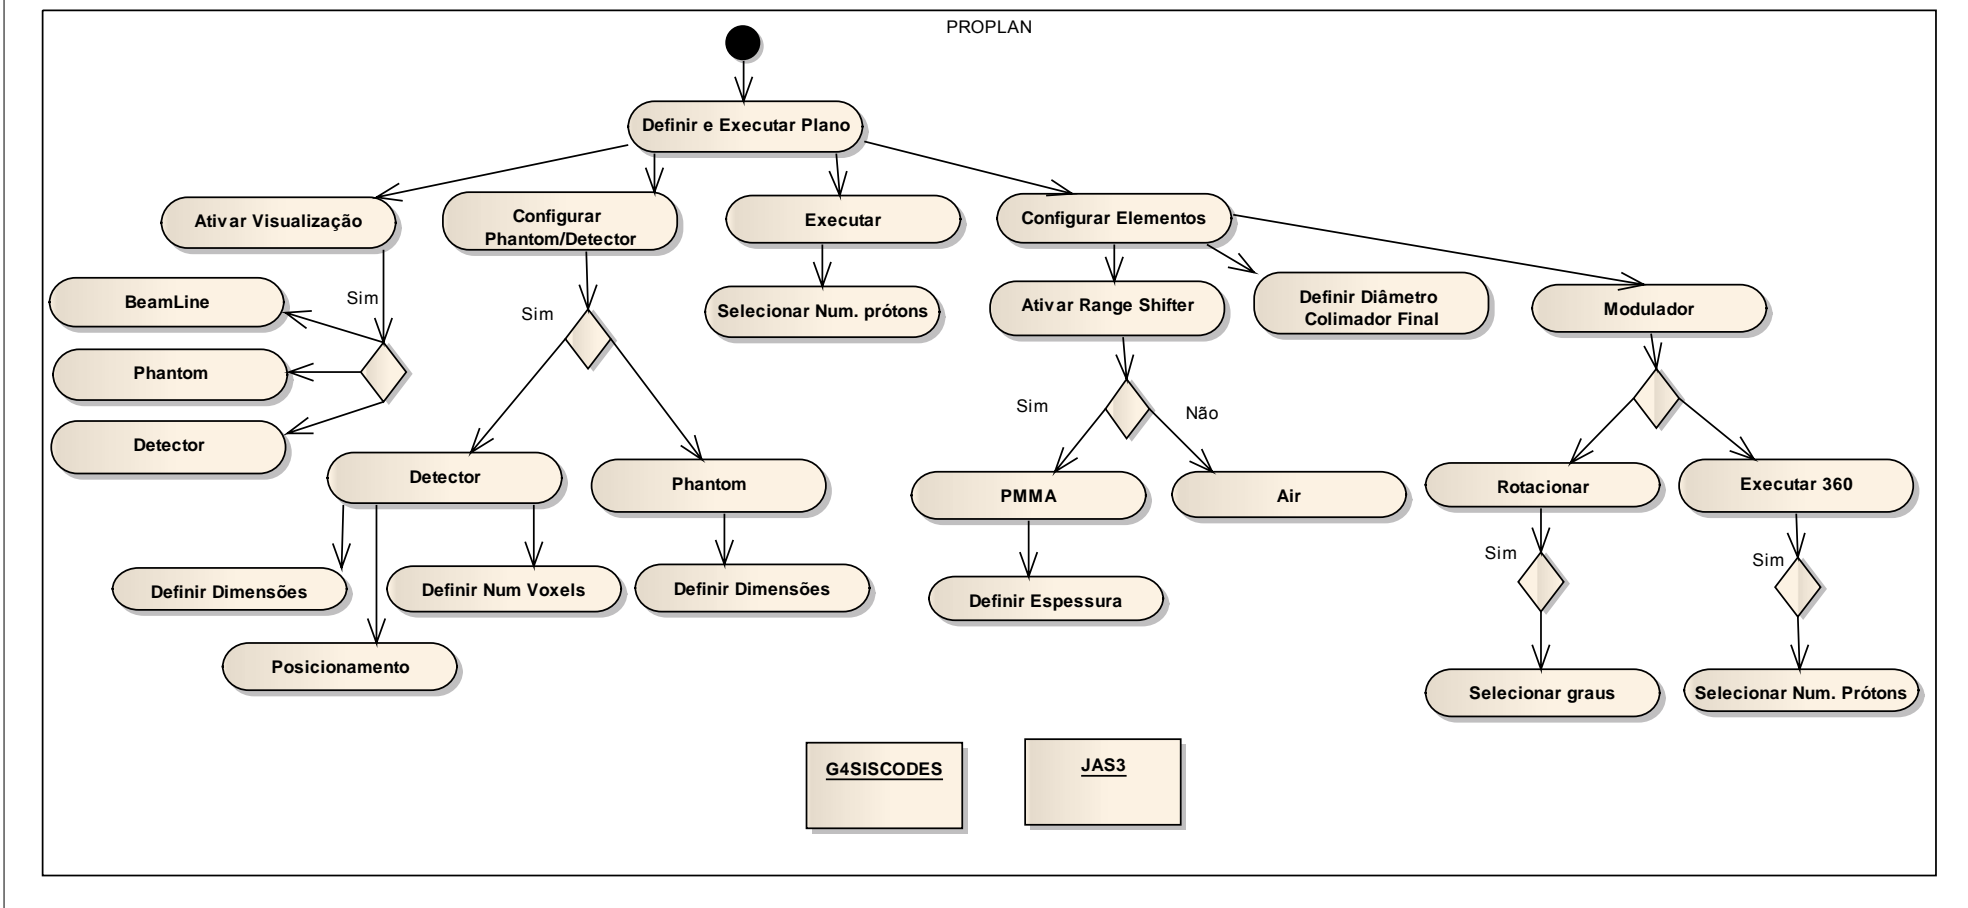 PROPLAN
Definir e Executar Plano
Ativar Visualização
Configurar
Phantom/Detector
Executar
Configurar Elementos
BeamLine
Sim
Phantom
Detector
Sim
Selecionar Num. prótons
Ativar Range Shifter
Definir Diâmetro
Colimador Final
Modulador
Sim
Não
Detector
Phantom
PMMA
Air
Rotacionar
Executar 360
Sim
Sim
Definir Dimensões
Definir Num Voxels
Definir Dimensões
Definir Espessura
Posicionamento
Selecionar graus
Selecionar Num. Prótons
G4SISCODES
JAS3